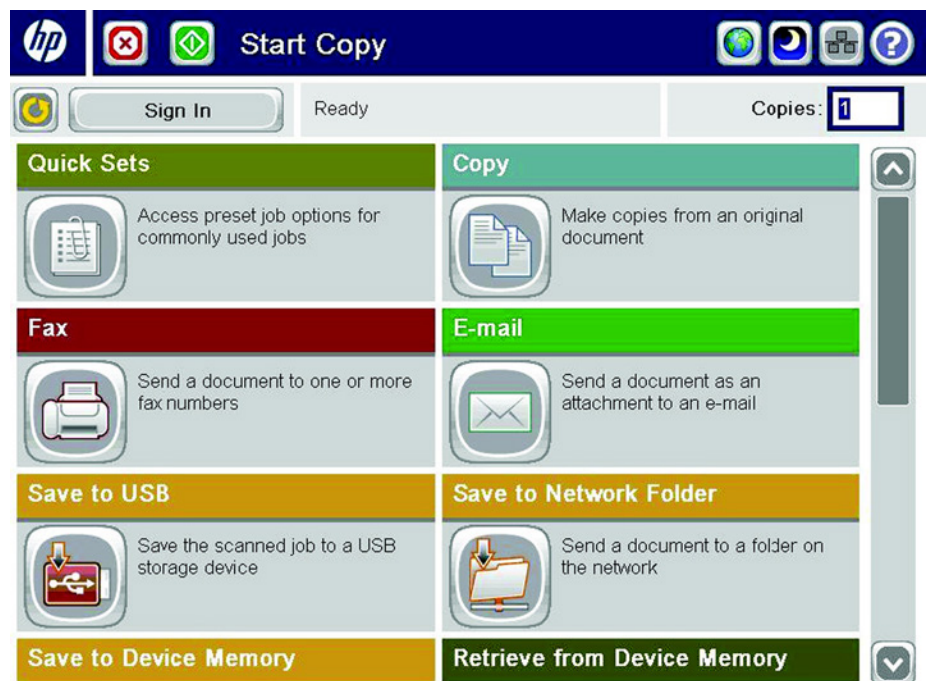 hp
Start Copy
?
Sign In
Ready
Copies: 1
Quick Sets
Access preset job options for
commonly used jobs
Copy
Make copies from an original
document
Fax
Send a document to one or more
fax numbers
E-mail
Send a document as an
attachment to an e-mail
Save to USB
Save the scanned job to a USB
storage device
Save to Network Folder
Send a document to a folder on
the network
Save to Device Memory
Retrieve from Device Memory